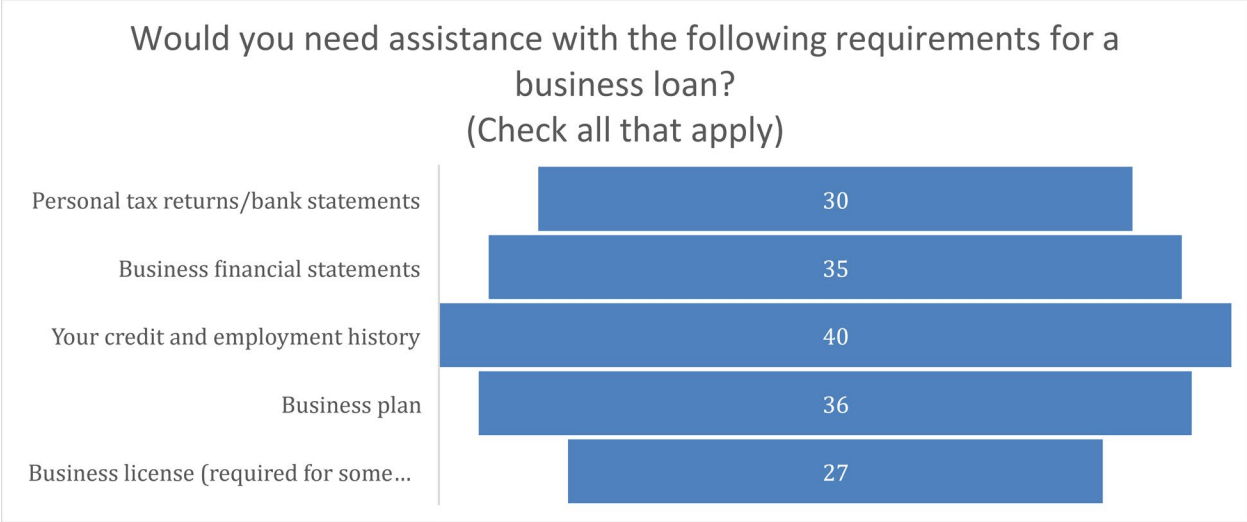 Would you need assistance with the following requirements for a
business loan?
(Check all that apply)
Personal tax returns/bank statements
30
Business financial statements
35
Your credit and employment history
40
Business plan
36
Business license (required for some…
27